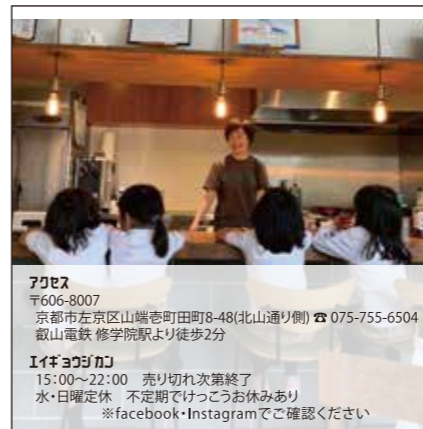 アクセス
〒606-8007
京都市左京区山端壱町田町8-48(北山通り側) ☎ 075-755-6504
叡山電鉄 修学院駅より徒歩2分
エイギョウジカン
15:00〜22:00 売り切れ次第終了
水・日曜定休 不定期でけっこうお休みあり
※facebook・Instagramでご確認ください